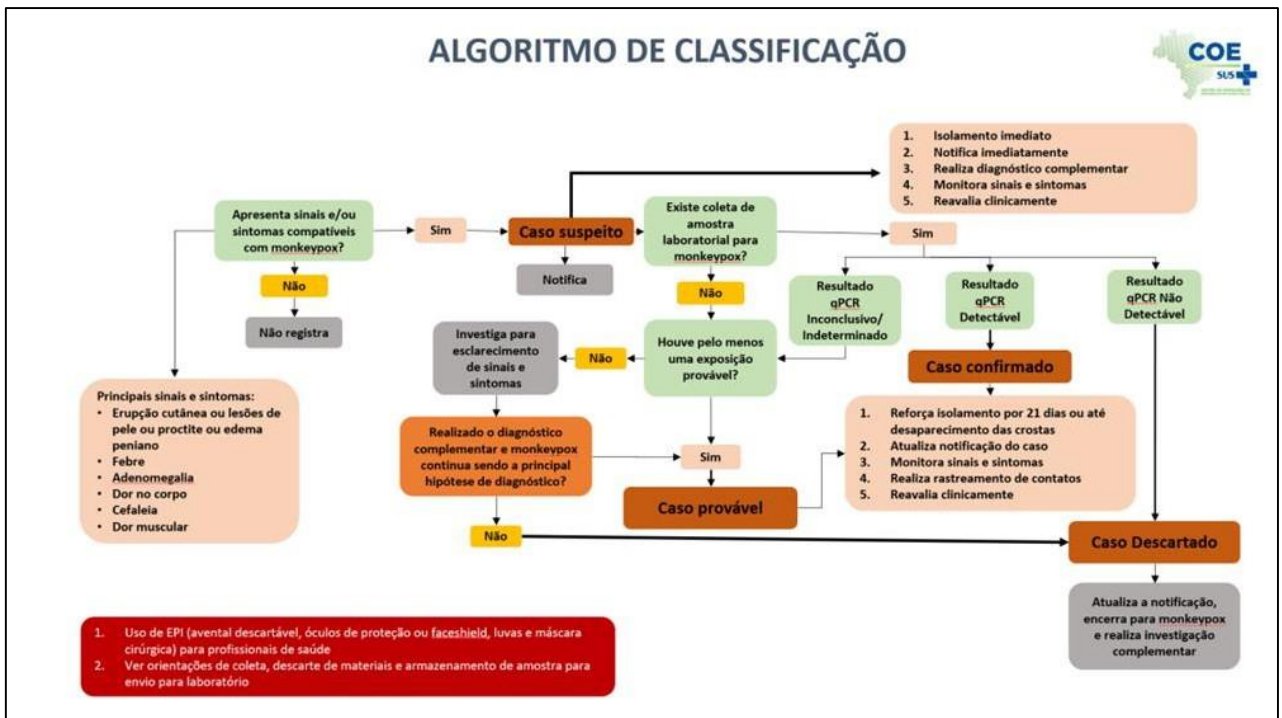 ALGORITMO DE CLASSIFICAÇÃO
COE
SUS
1. Isolamento imediato
2. Notifica imediatamente
3. Realiza diagnóstico complementar
4. Monitora sinais e sintomas
5. Reavalia clinicamente
Apresenta sinais e/ou
sintomas compatíveis
com monkeypox?
Sim
Caso suspeito
Existe coleta de
amostra
laboratorial para
monkeypox?
Sim
Não
Notifica
Não
Resultado
qPCR
Inconclusivo/
Indeterminado
Resultado
qPCR
Detectável
Resultado
qPCR Não
Detectável
Não registra
Investiga para
esclarecimento
de sinais e
sintomas
Não
Houve pelo menos
uma exposição
provável?
Caso confirmado
Principais sinais e sintomas:
• Erupção cutânea ou lesões de
pele ou proctite ou edema
peniano
• Febre
• Adenomegalia
• Dor no corpo
• Cefaleia
• Dor muscular
Realizado o diagnóstico
complementar e monkeypox
continua sendo a principal
hipótese de diagnóstico?
Sim
1. Reforça isolamento por 21 dias ou até
desaparecimento das crostas
2. Atualiza notificação do caso
3. Monitora sinais e sintomas
4. Realiza rastreamento de contatos
5. Reavalia clinicamente
Caso provável
Não
Caso Descartado
Atualiza a notificação,
encerra para monkeypox
e realiza investigação
complementar
1. Uso de EPI (avental descartável, óculos de proteção ou faceshield, luvas e máscara
cirúrgica) para profissionais de saúde
2. Ver orientações de coleta, descarte de materiais e armazenamento de amostra para
envio para laboratório